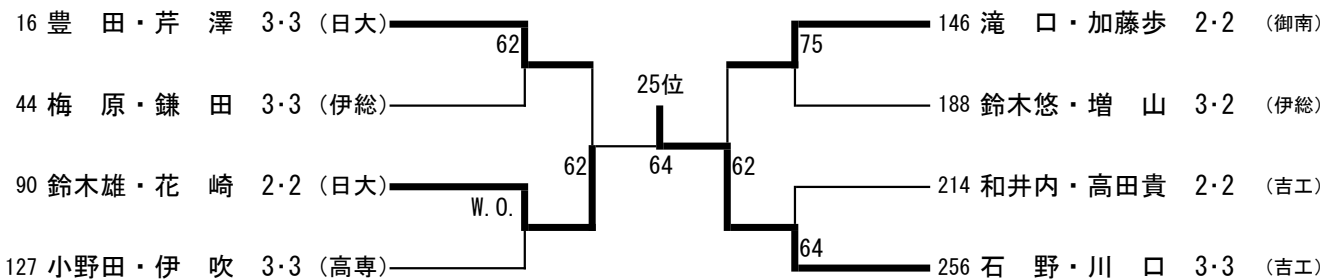 16 豊　田・芹　澤 3・3 (日大)
62
44 梅　原・鎌　田 3・3 (伊総)
62
90 鈴木雄・花　崎 2・2 (日大)
W.O.
127 小野田・伊　吹 3・3 (高専)
25位
64
146 滝　口・加藤歩 2・2 (御南)
75
188 鈴木悠・増　山 3・2 (伊総)
62
214 和井内・高田貴 2・2 (吉工)
64
256 石　野・川　口 3・3 (吉工)